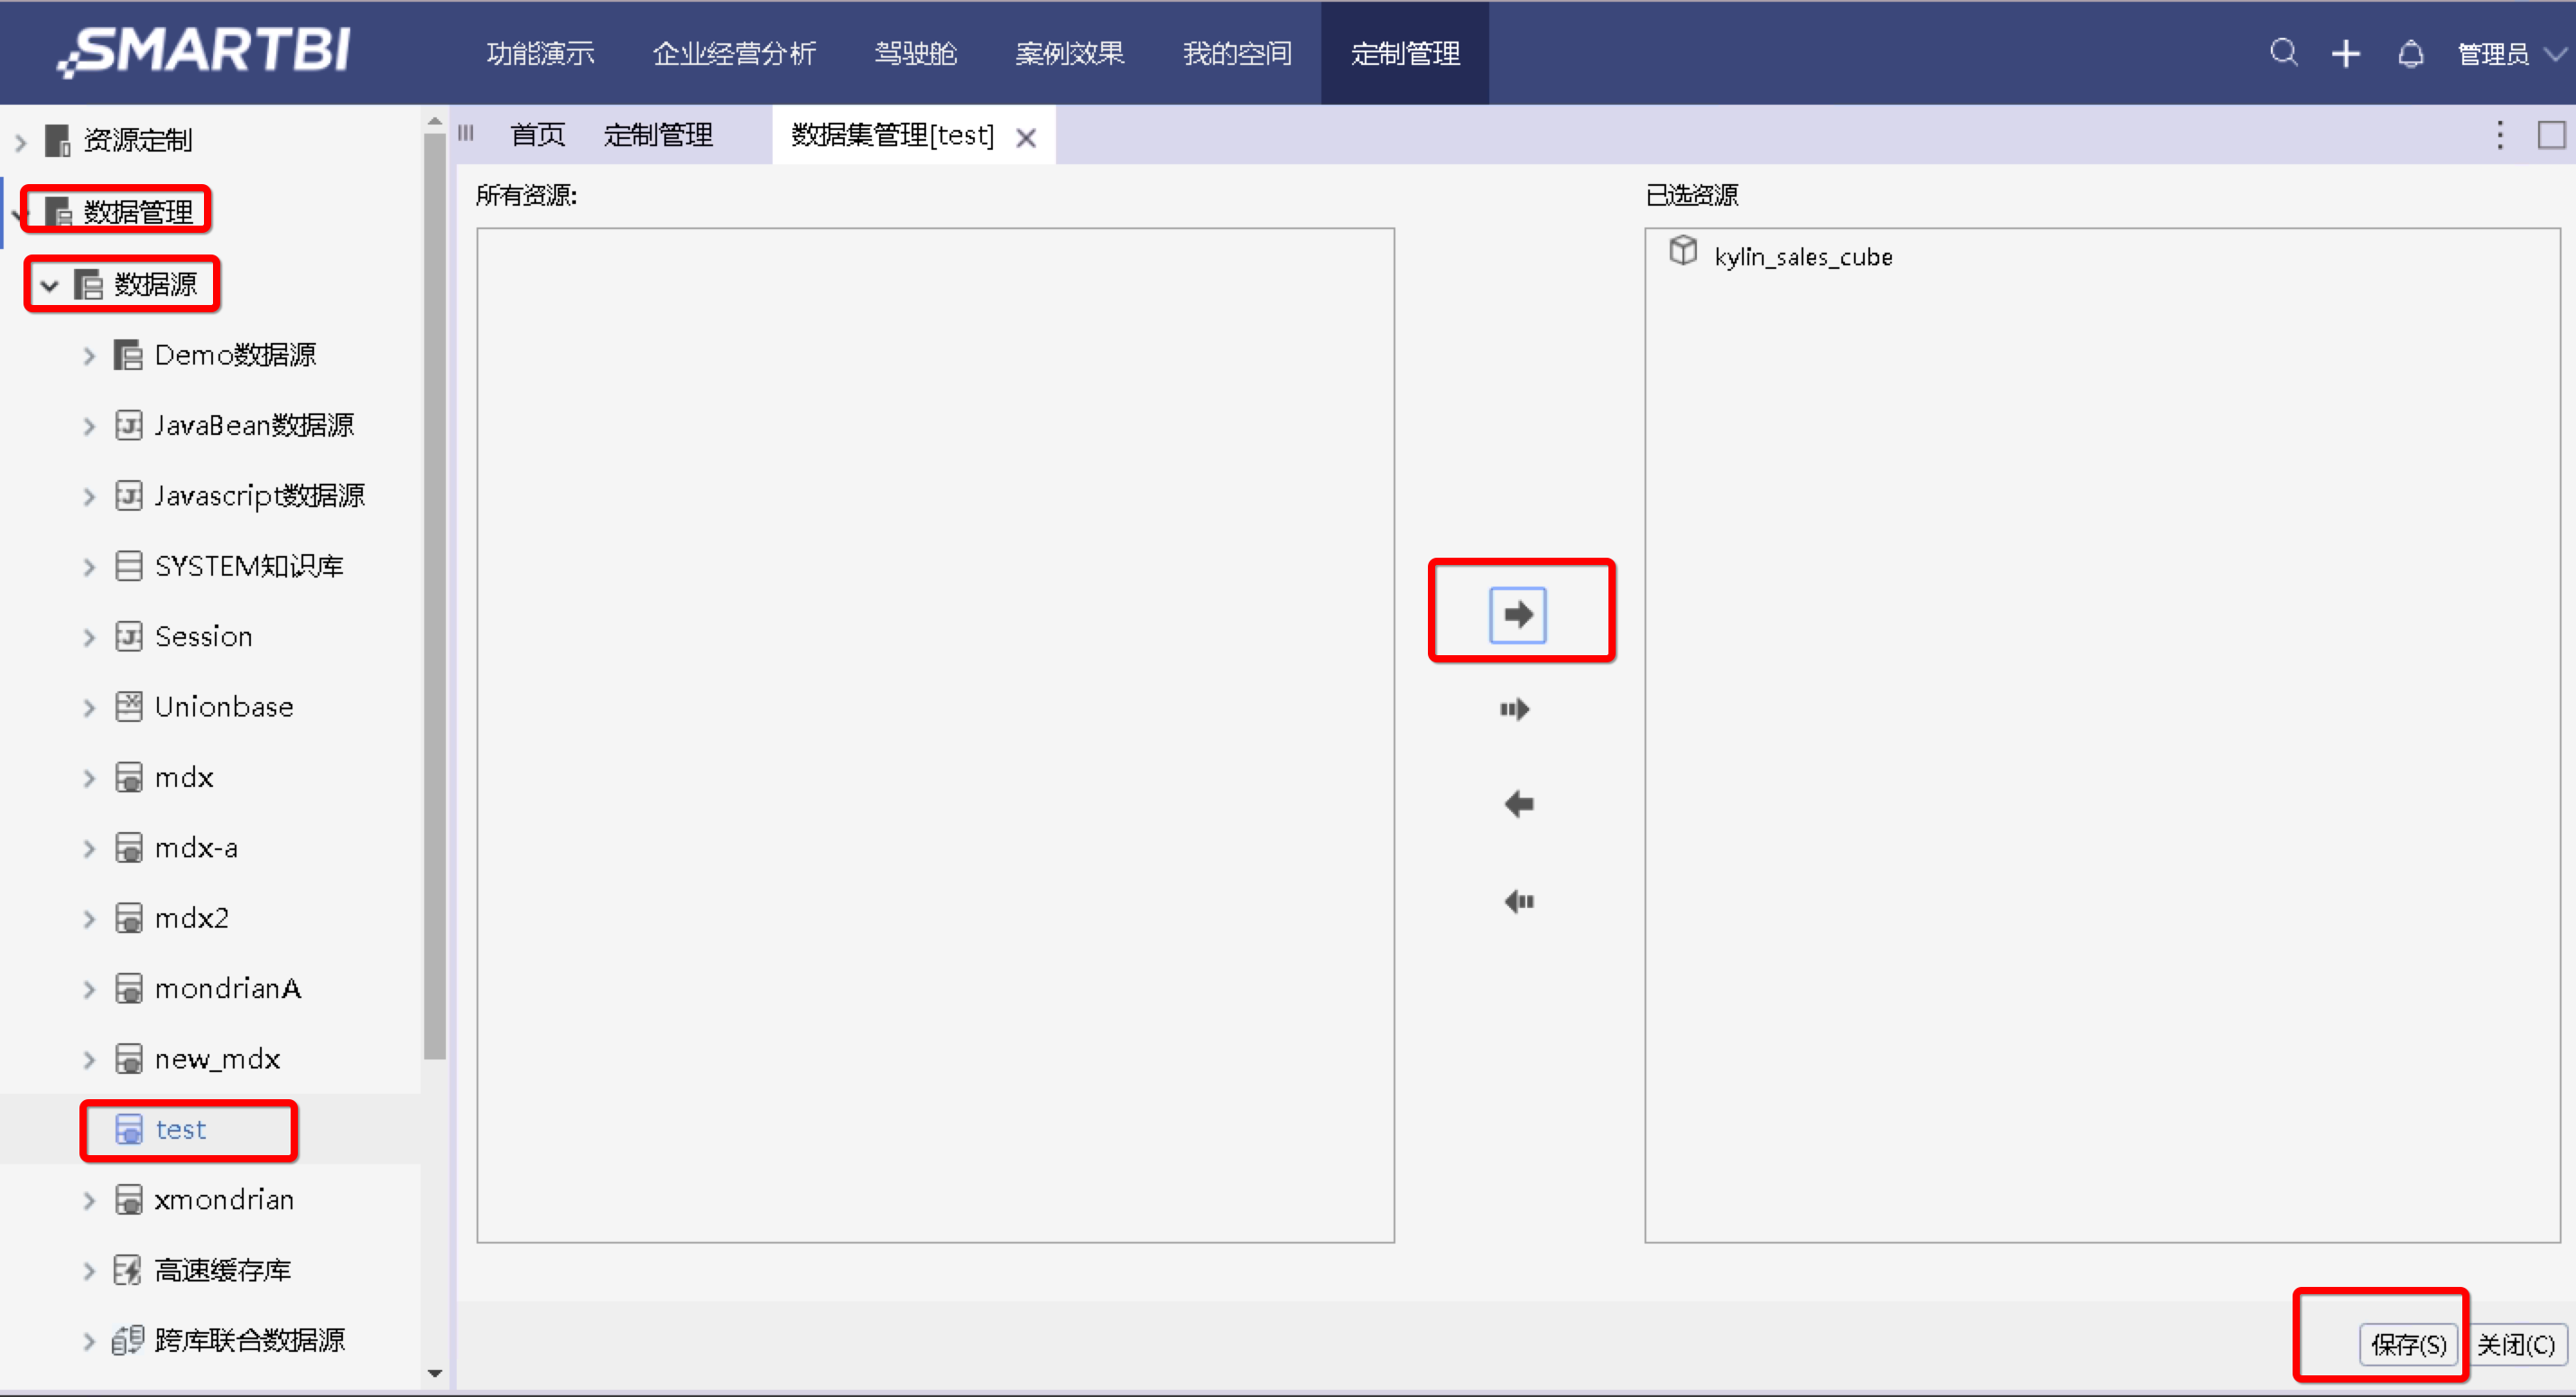 SMARTBI
功能演示 企业经营分析 驾驶舱 案例效果 我的空间 定制管理
管理员
资源定制
数据管理
数据源
Demo数据源
JavaBean数据源
Javascript数据源
SYSTEM知识库
Session
Unionbase
mdx
mdx-a
mdx2
mondrianA
new_mdx
test
xmondrian
高速缓存库
跨库联合数据源
首页 定制管理 数据集管理[test]
所有资源:
已选资源
kylin_sales_cube
保存(S) 关闭(C)